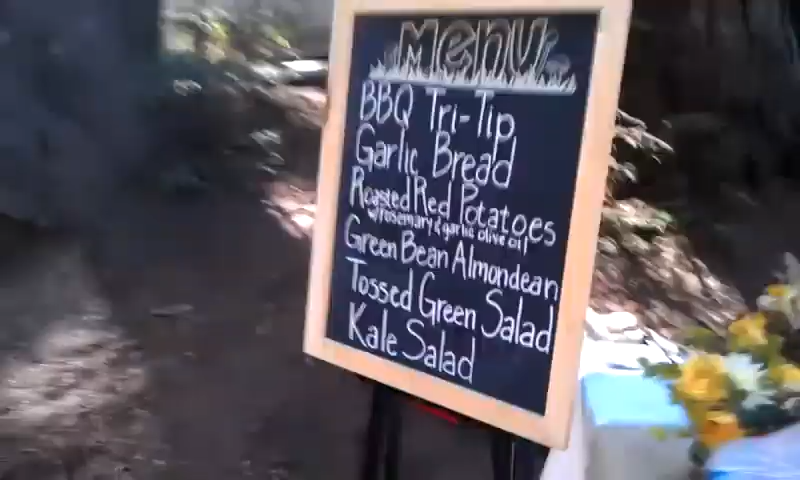 Menu
BBQ Tri-Tip
Garlic Bread
Roasted Red Potatoes
w/rosemary & garlic olive oil
Green Bean Almondean
Tossed Green Salad
Kale Salad